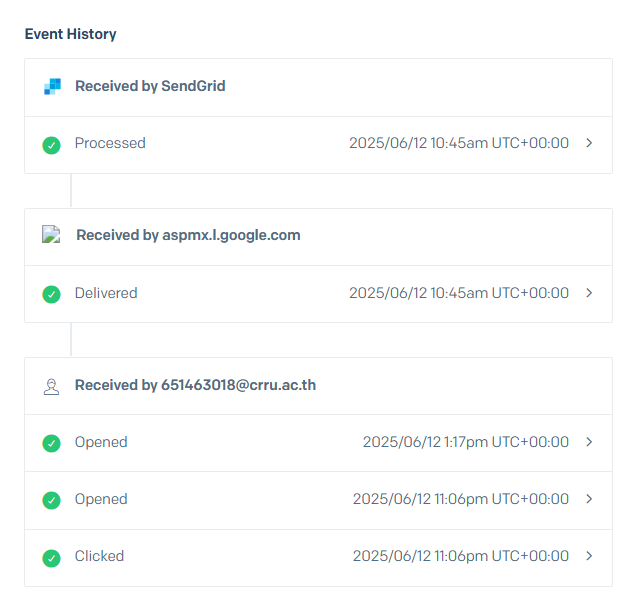 Event History
Received by SendGrid
Processed 2025/06/12 10:45am UTC+00:00
Received by aspmx.l.google.com
Delivered 2025/06/12 10:45am UTC+00:00
Received by 651463018@crru.ac.th
Opened 2025/06/12 1:17pm UTC+00:00
Opened 2025/06/12 11:06pm UTC+00:00
Clicked 2025/06/12 11:06pm UTC+00:00